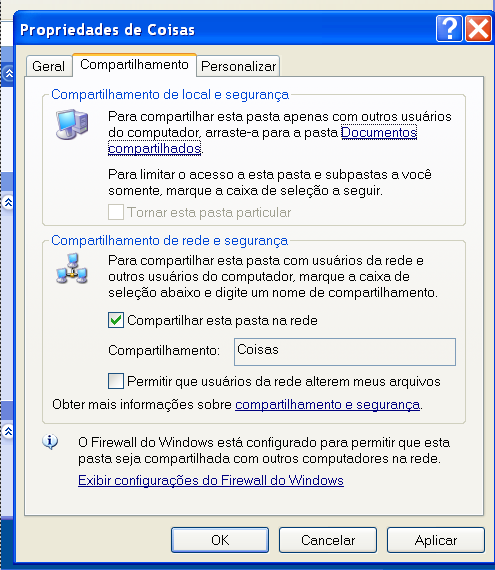 Propriedades de Coisas
Geral
Compartilhamento
Personalizar
Compartilhamento de local e segurança
Para compartilhar esta pasta apenas com outros usuários
do computador, arraste-a para a pasta Documentos
compartilhados.
Para limitar o acesso a esta pasta e subpastas a você
somente, marque a caixa de seleção a seguir.
Tornar esta pasta particular
Compartilhamento de rede e segurança
Para compartilhar esta pasta com usuários da rede e
outros usuários do computador, marque a caixa de
seleção abaixo e digite um nome de compartilhamento.
Compartilhar esta pasta na rede
Compartilhamento: Coisas
Permitir que usuários da rede alterem meus arquivos
Obter mais informações sobre compartilhamento e segurança.
O Firewall do Windows está configurado para permitir que esta
pasta seja compartilhada com outros computadores na rede.
Exibir configurações do Firewall do Windows
OK
Cancelar
Aplicar